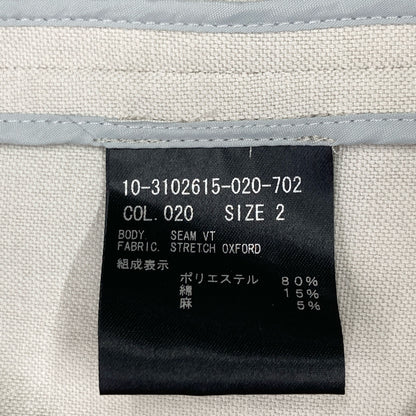 10-3102615-020-702
COL. 020 SIZE 2
BODY. SEAM VT
FABRIC. STRETCH OXFORD
組成表示
ポリエステル 80%
綿 15%
麻 5%